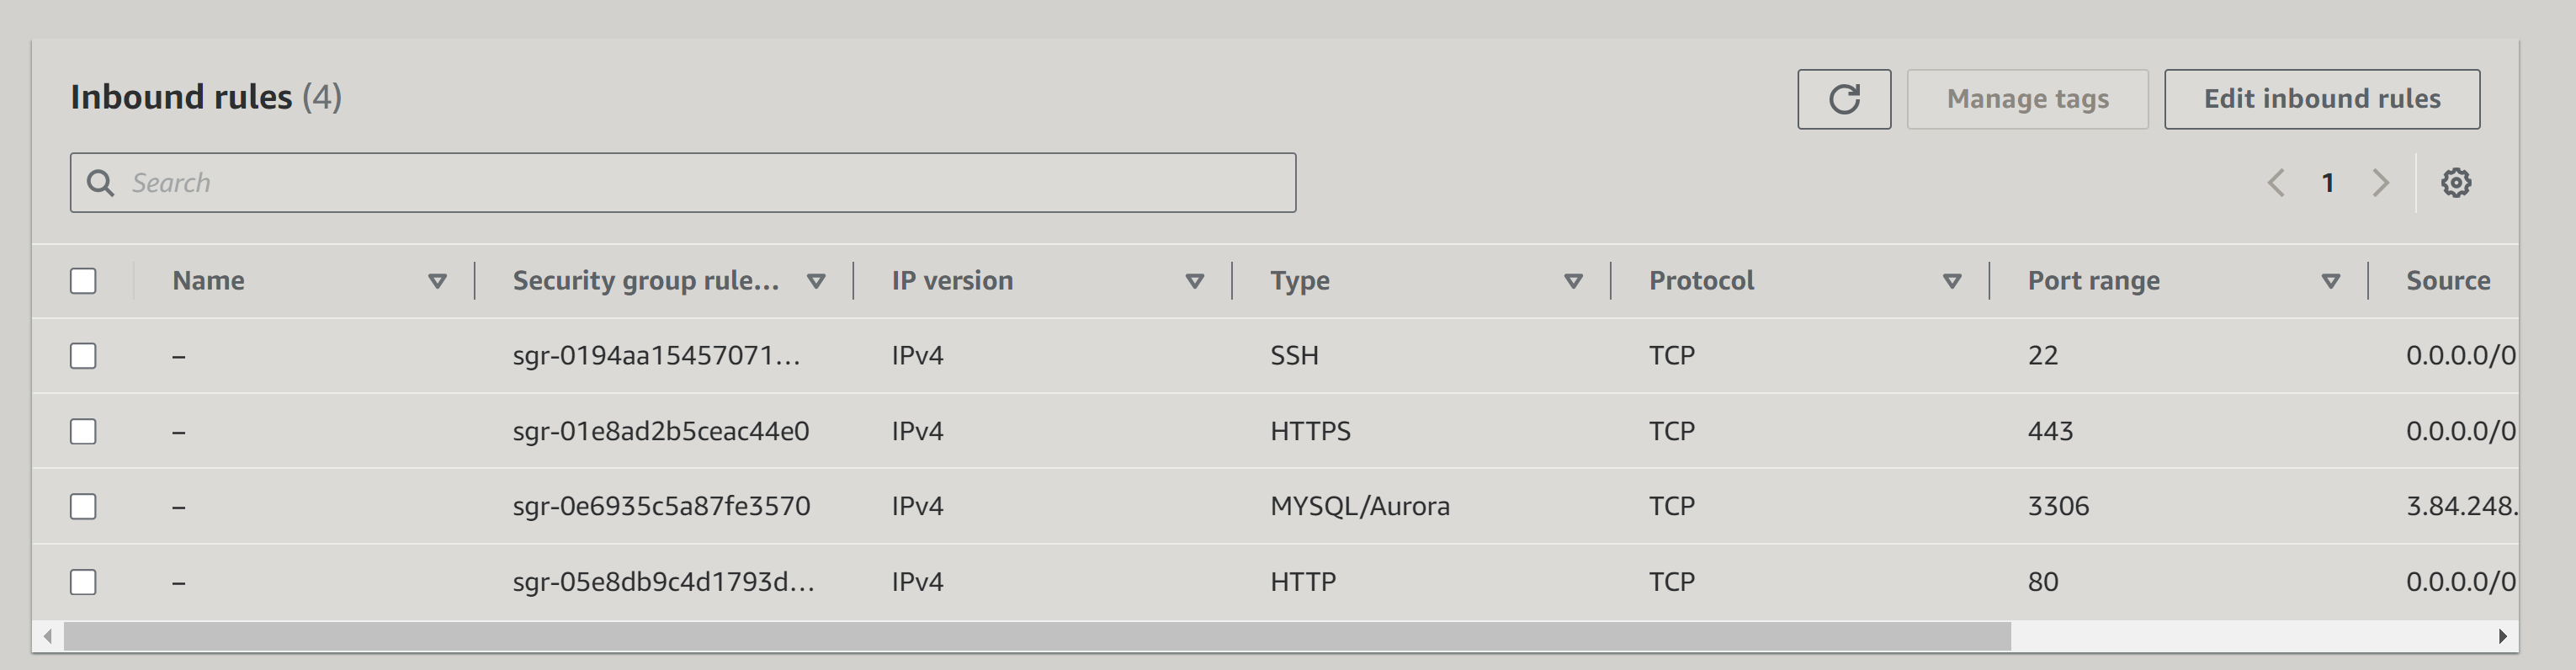 Inbound rules (4)
Manage tags
Edit inbound rules
Search
1
Name Security group rule... IP version Type Protocol Port range Source
– sgr-0194aa15457071... IPv4 SSH TCP 22 0.0.0.0/0
– sgr-01e8ad2b5ceac44e0 IPv4 HTTPS TCP 443 0.0.0.0/0
– sgr-0e6935c5a87fe3570 IPv4 MYSQL/Aurora TCP 3306 3.84.248.
– sgr-05e8db9c4d1793d... IPv4 HTTP TCP 80 0.0.0.0/0